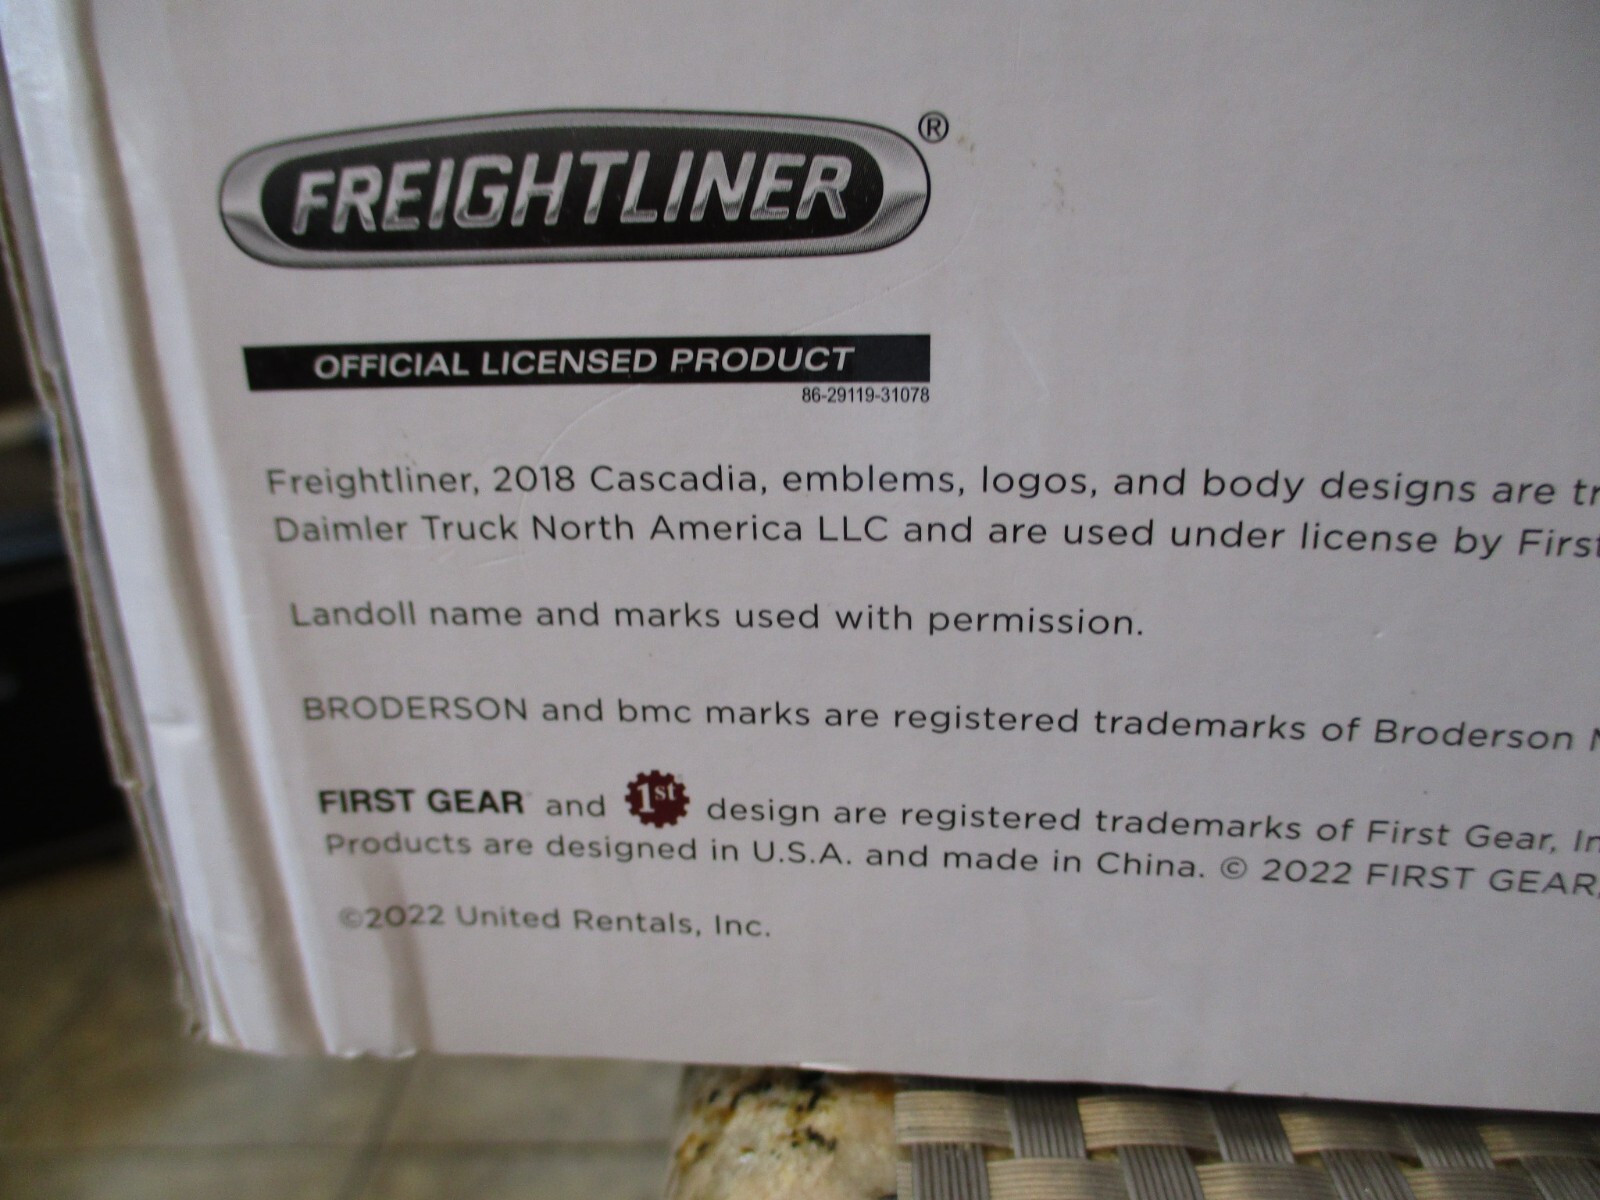 FREIGHTLINER ®
OFFICIAL LICENSED PRODUCT
86-29119-31078
Freightliner, 2018 Cascadia, emblems, logos, and body designs are
Daimler Truck North America LLC and are used under license by First
Landoll name and marks used with permission.
BRODERSON and bmc marks are registered trademarks of Broderson
FIRST GEAR and 1st design are registered trademarks of First Gear,
Products are designed in U.S.A. and made in China. © 2022 FIRST GEAR,
©2022 United Rentals, Inc.